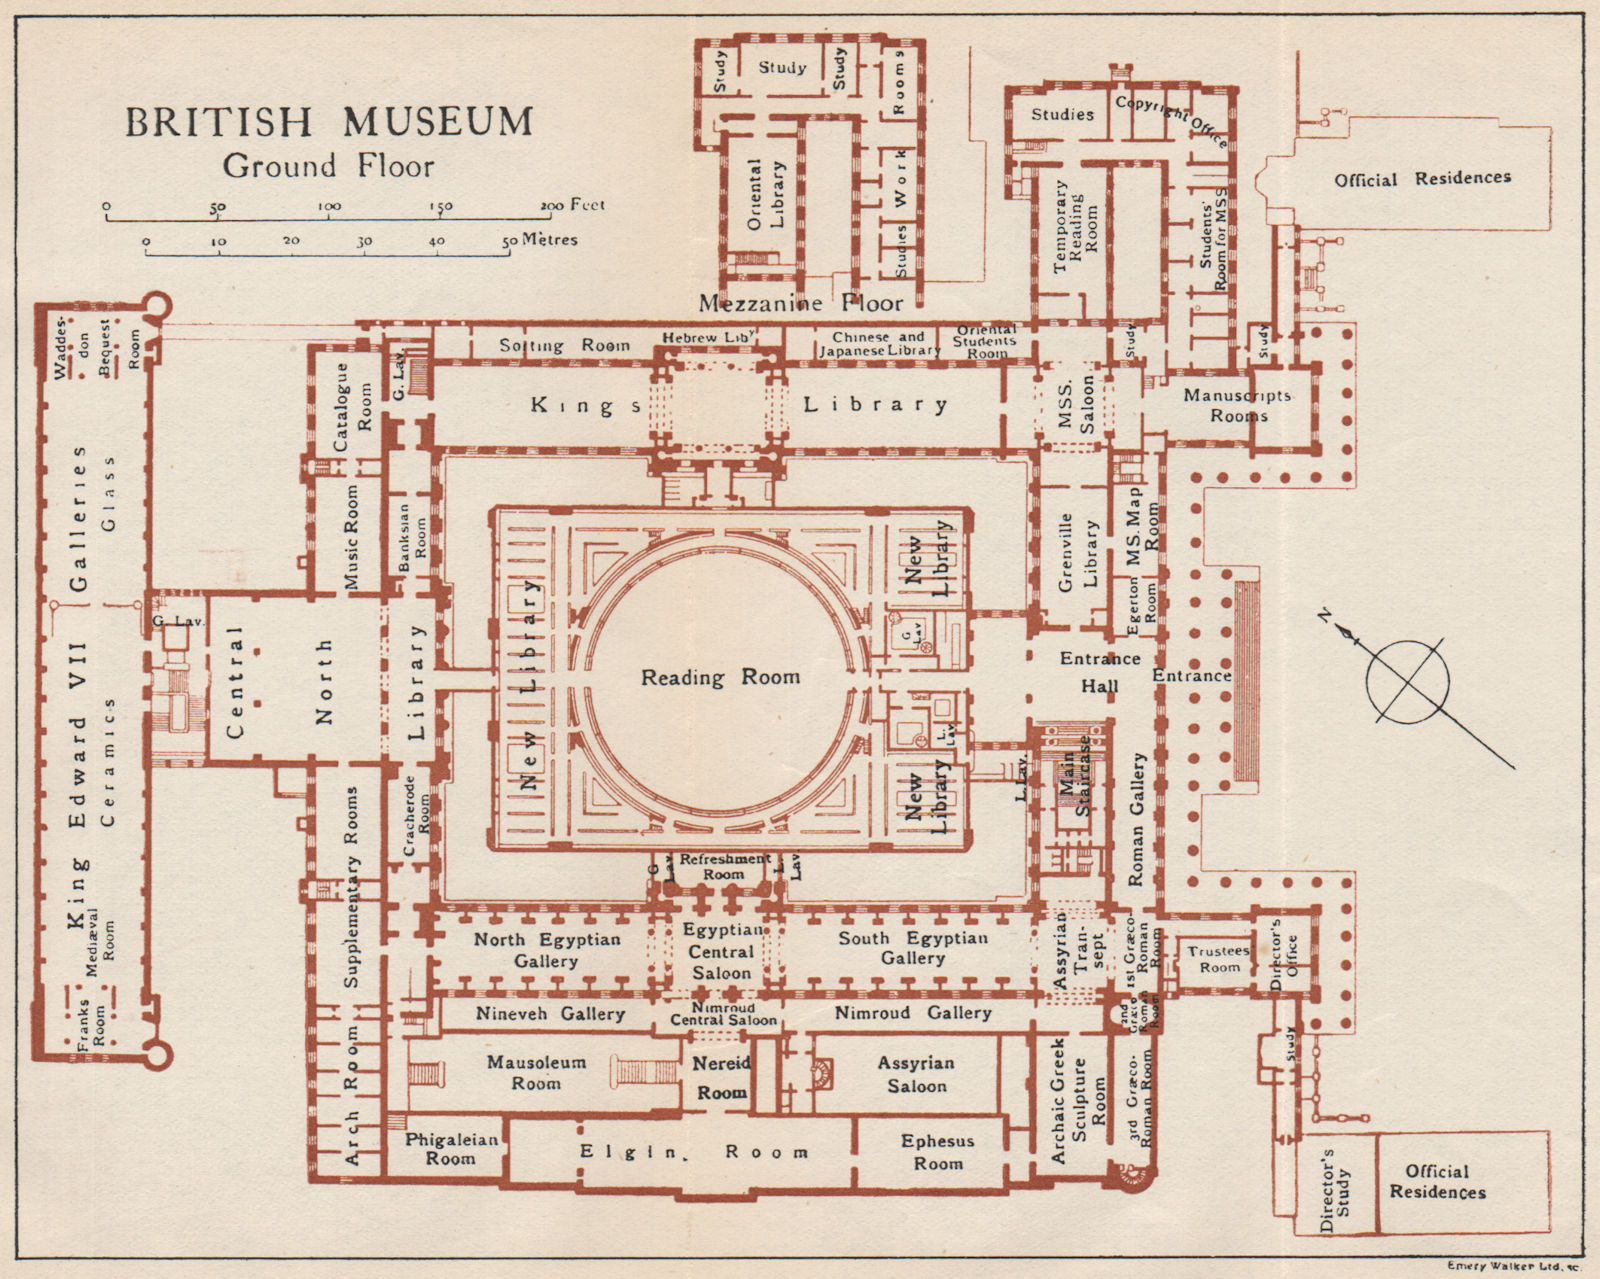 BRITISH MUSEUM
Ground Floor
0 50 100 150 200 Feet
0 10 20 30 40 50 Mètres
Study
Study
Study
Rooms
Work
Studies
Oriental
Library
Mezzanine Floor
Studies
Copyright Office
Temporary
Reading
Room
Students'
Room for MSS
Official Residences
Study
Study
Waddes-
don
Bequest
Room
King Edward VII Galleries
Glass
Ceramics
Mediæval
Room
Franks
Room
Sorting Room
Hebrew Liby
Chinese and
Japanese Library
Oriental
Students
Room
Catalogue
Room
G. Lav.
Kings Library
MSS.
Saloon
Manuscripts
Rooms
Music Room
Banksian
Room
Grenville
Library
MS. Map
Room
Egerton
Room
G. Lav.
Central
North
Library
New Library
Reading Room
New
Library
G
Lav
L.
Lav
New
Library
Entrance
Hall
Entrance
N
L. Lav.
Main
Staircase
Roman Gallery
Supplementary Rooms
Cracherode
Room
G
Lav.
Refreshment
Room
L.
Lav.
North Egyptian
Gallery
Egyptian
Central
Saloon
South Egyptian
Gallery
Assyrian
Tran-
sept
1st Græco-
Roman
Room
Trustees'
Room
Director's
Office
Nineveh Gallery
Nimroud
Central Saloon
Nimroud Gallery
2nd
Græco
Roman
Room
Arch Room
Mausoleum
Room
Nereid
Room
Assyrian
Saloon
Archaic Greek
Sculpture
Room
3rd Græco-
Roman Room
Study
Phigaleian
Room
Elgin Room
Ephesus
Room
Director's
Study
Official
Residences
Emery Walker Ltd. sc.